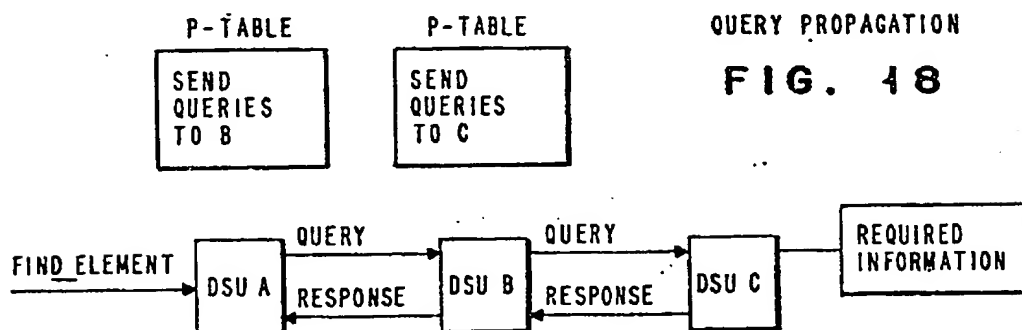 P-TABLE
P-TABLE
QUERY PROPAGATION
FIG. 18
SEND
QUERIES
TO B
SEND
QUERIES
TO C
FIND_ELEMENT
DSU A
QUERY
RESPONSE
DSU B
QUERY
RESPONSE
DSU C
REQUIRED
INFORMATION